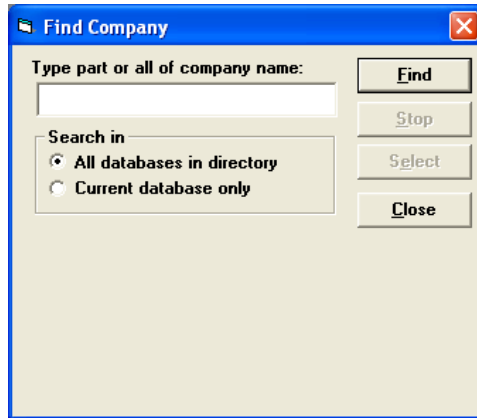 Find Company
Type part or all of company name:
Find
Stop
Search in
All databases in directory
Select
Current database only
Close